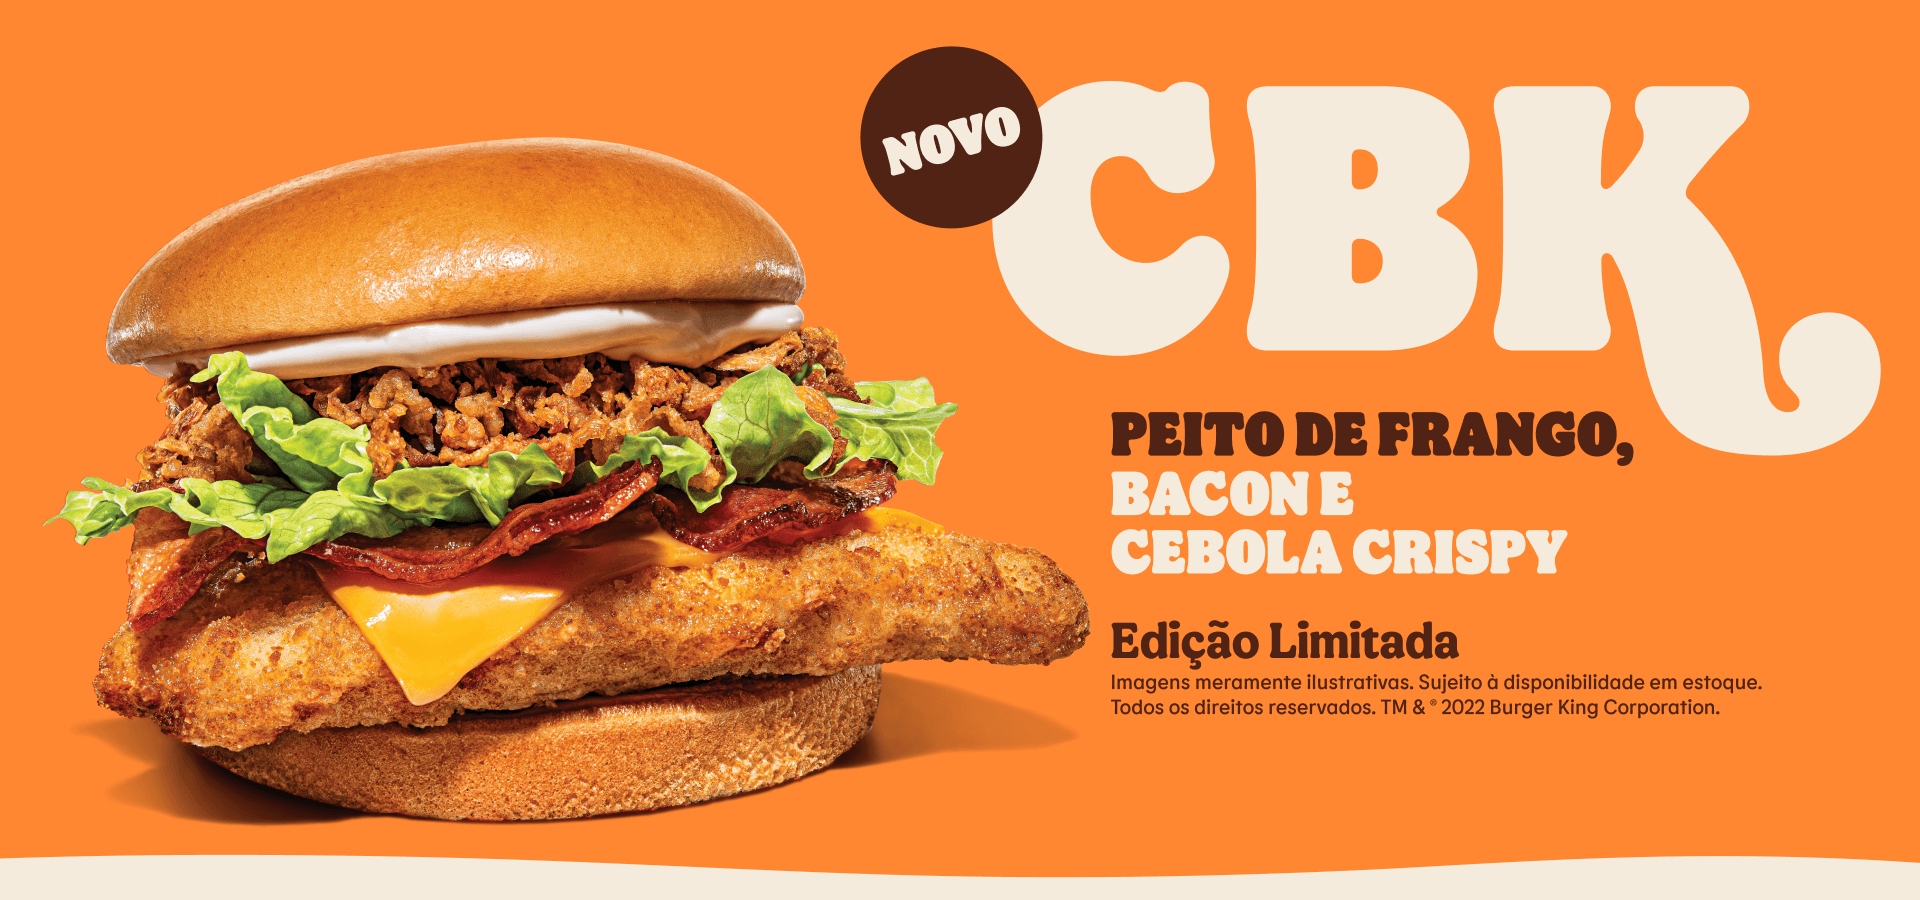 NOVO
CBK
PEITO DE FRANGO,
BACON E
CEBOLA CRISPY
Edição Limitada
Imagens meramente ilustrativas. Sujeito à disponibilidade em estoque.
Todos os direitos reservados. TM & ® 2022 Burger King Corporation.